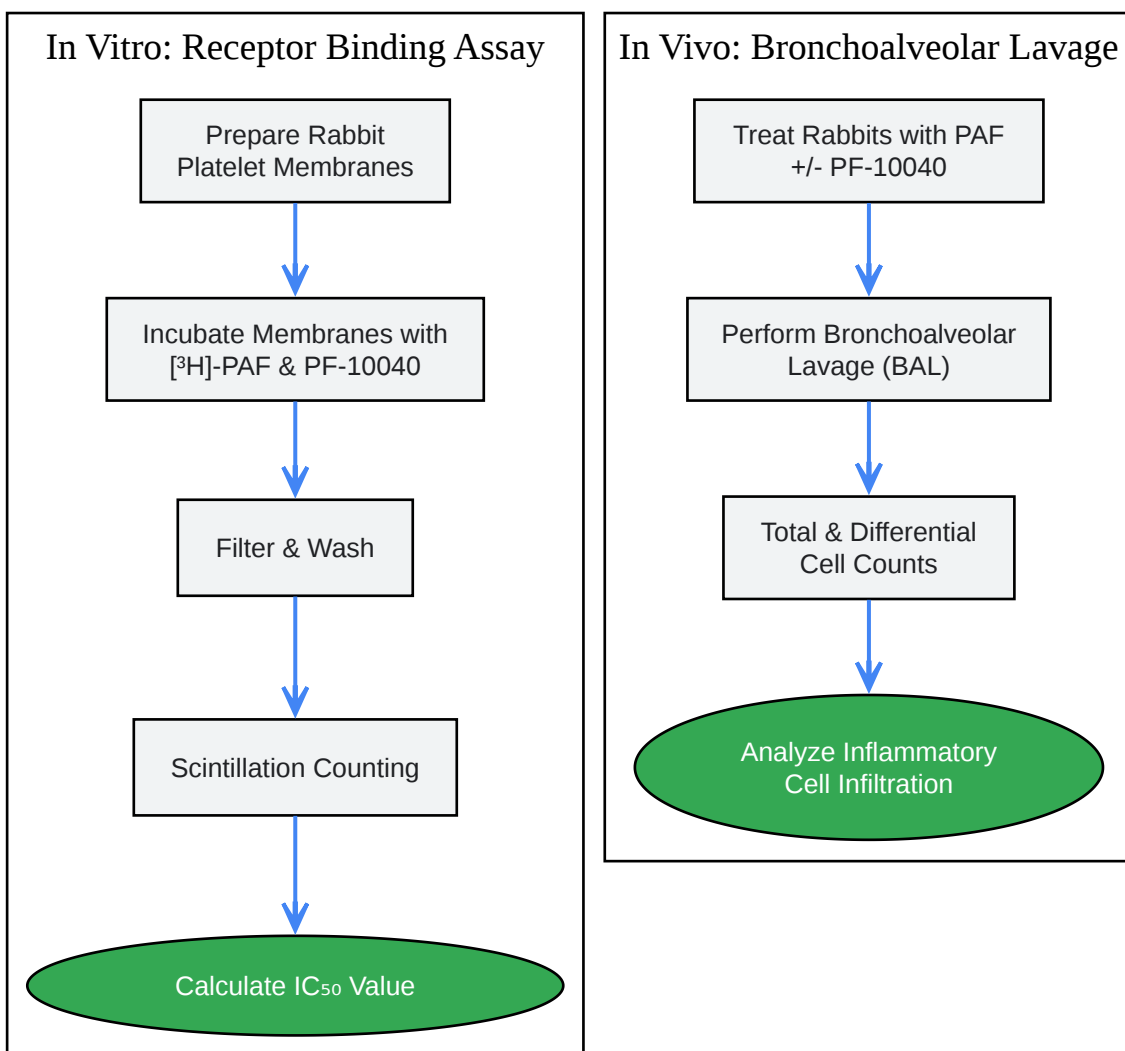 In Vitro: Receptor Binding Assay
Prepare Rabbit
Platelet Membranes
Incubate Membranes with
[³H]-PAF & PF-10040
Filter & Wash
Scintillation Counting
Calculate IC₅₀ Value
In Vivo: Bronchoalveolar Lavage
Treat Rabbits with PAF
+/- PF-10040
Perform Bronchoalveolar
Lavage (BAL)
Total & Differential
Cell Counts
Analyze Inflammatory
Cell Infiltration